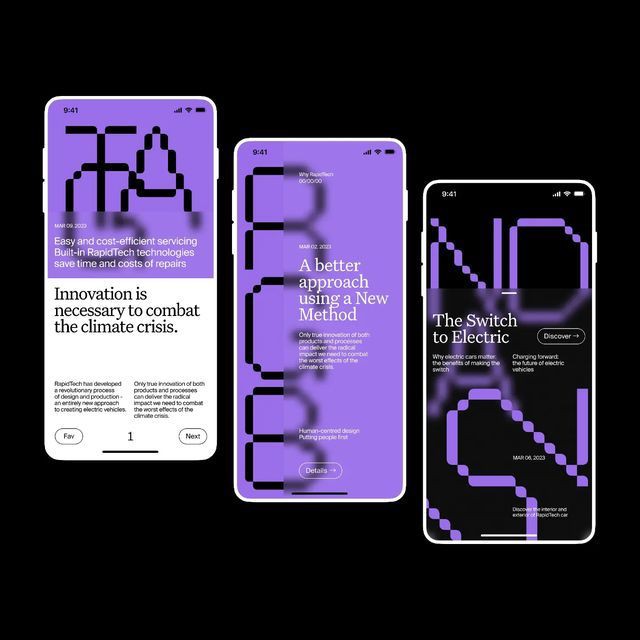 9:41
MAR 09, 2023
Easy and cost-efficient servicing
Built-in RapidTech technologies
save time and costs of repairs
Innovation is
necessary to combat
the climate crisis.
RapidTech has developed
a revolutionary process
of design and production -
an entirely new approach
to creating electric vehicles.
Only true innovation of both
products and processes
can deliver the radical
impact we need to combat
the worst effects of the
climate crisis.
Fav
1
Next
9:41
Why RapidTech
00/00/00
MAR 02, 2023
A better
approach
using a New
Method
Only true innovation of both
products and processes
can deliver the radical
impact we need to combat
the worst effects of the
climate crisis.
Human-centred design
Putting people first
Details →
9:41
The Switch
to Electric
Discover →
Why electric cars matter:
the benefits of making the
switch
Charging forward:
the future of electric
vehicles
MAR 06, 2023
Discover the interior and
exterior of RapidTech car